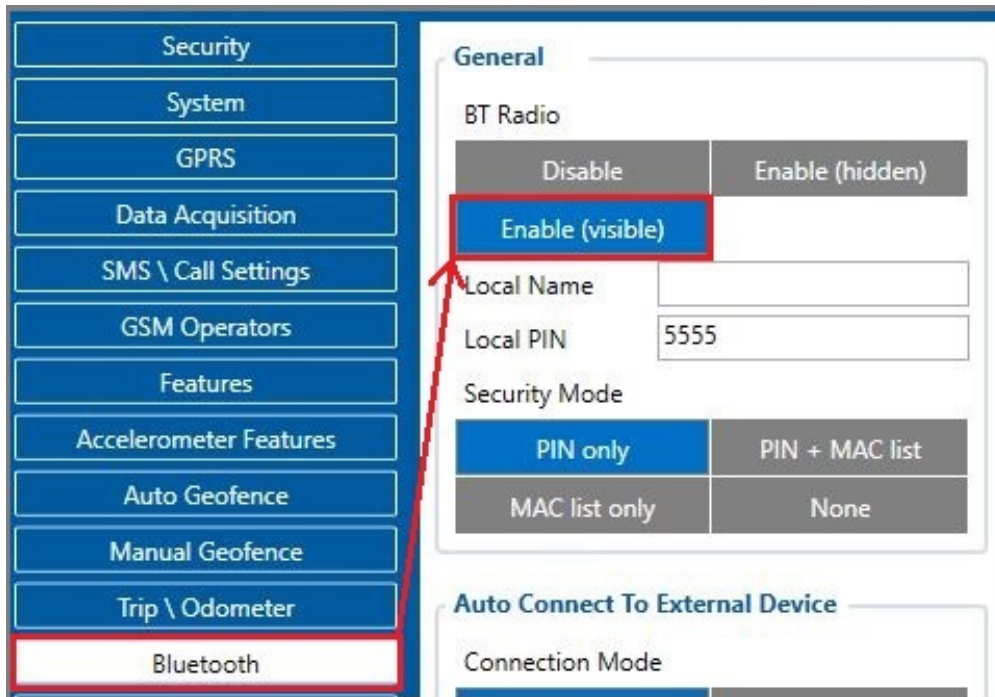 Security
System
GPRS
Data Acquisition
SMS \ Call Settings
GSM Operators
Features
Accelerometer Features
Auto Geofence
Manual Geofence
Trip \ Odometer
Bluetooth
General
BT Radio
Disable
Enable (hidden)
Enable (visible)
Local Name
Local PIN
5555
Security Mode
PIN only
PIN + MAC list
MAC list only
None
Auto Connect To External Device
Connection Mode